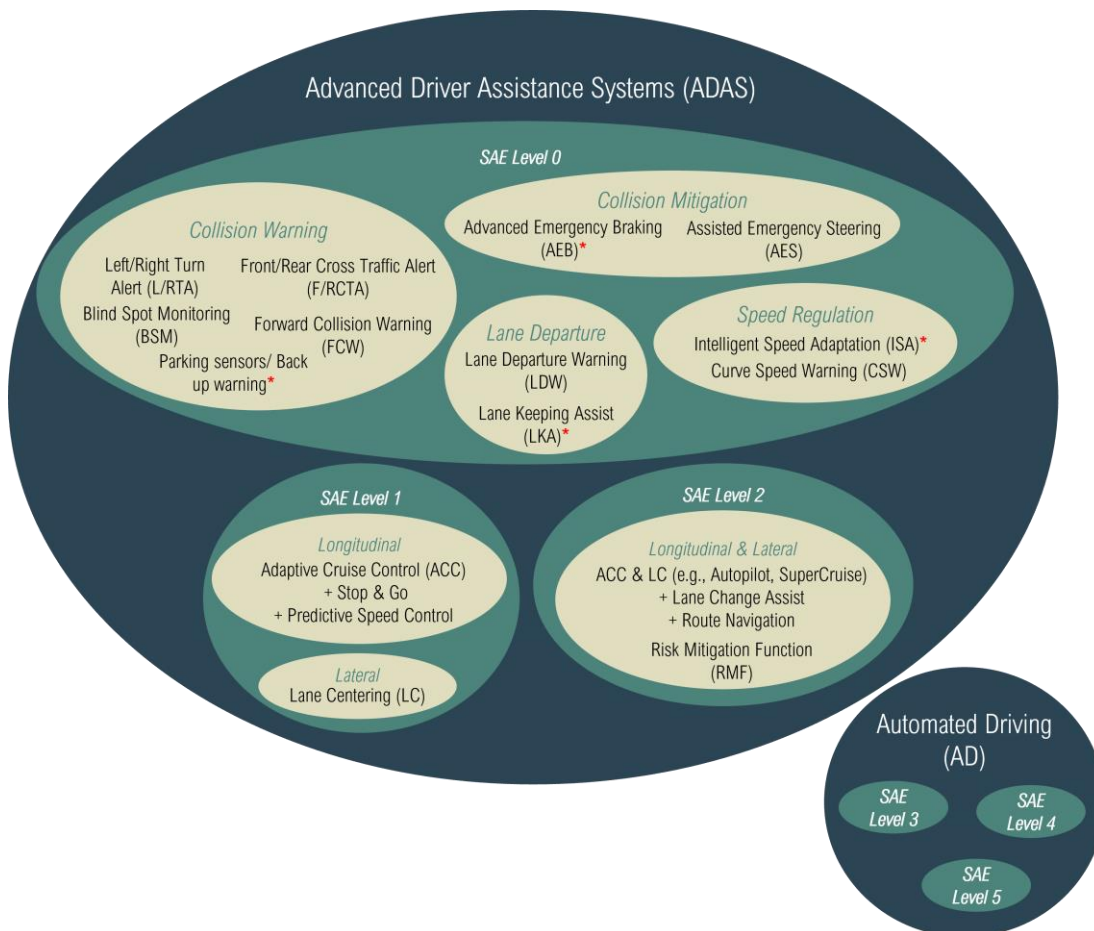 Advanced Driver Assistance Systems (ADAS)
SAE Level 0
Collision Warning
Left/Right Turn
Alert (L/RTA)
Front/Rear Cross Traffic Alert
(F/RCTA)
Blind Spot Monitoring
(BSM)
Forward Collision Warning
(FCW)
Parking sensors/ Back
up warning*
Collision Mitigation
Advanced Emergency Braking
(AEB)*
Assisted Emergency Steering
(AES)
Lane Departure
Lane Departure Warning
(LDW)
Lane Keeping Assist
(LKA)*
Speed Regulation
Intelligent Speed Adaptation (ISA)*
Curve Speed Warning (CSW)
SAE Level 1
Longitudinal
Adaptive Cruise Control (ACC)
+ Stop & Go
+ Predictive Speed Control
Lateral
Lane Centering (LC)
SAE Level 2
Longitudinal & Lateral
ACC & LC (e.g., Autopilot, SuperCruise)
+ Lane Change Assist
+ Route Navigation
Risk Mitigation Function
(RMF)
Automated Driving
(AD)
SAE
Level 3
SAE
Level 4
SAE
Level 5